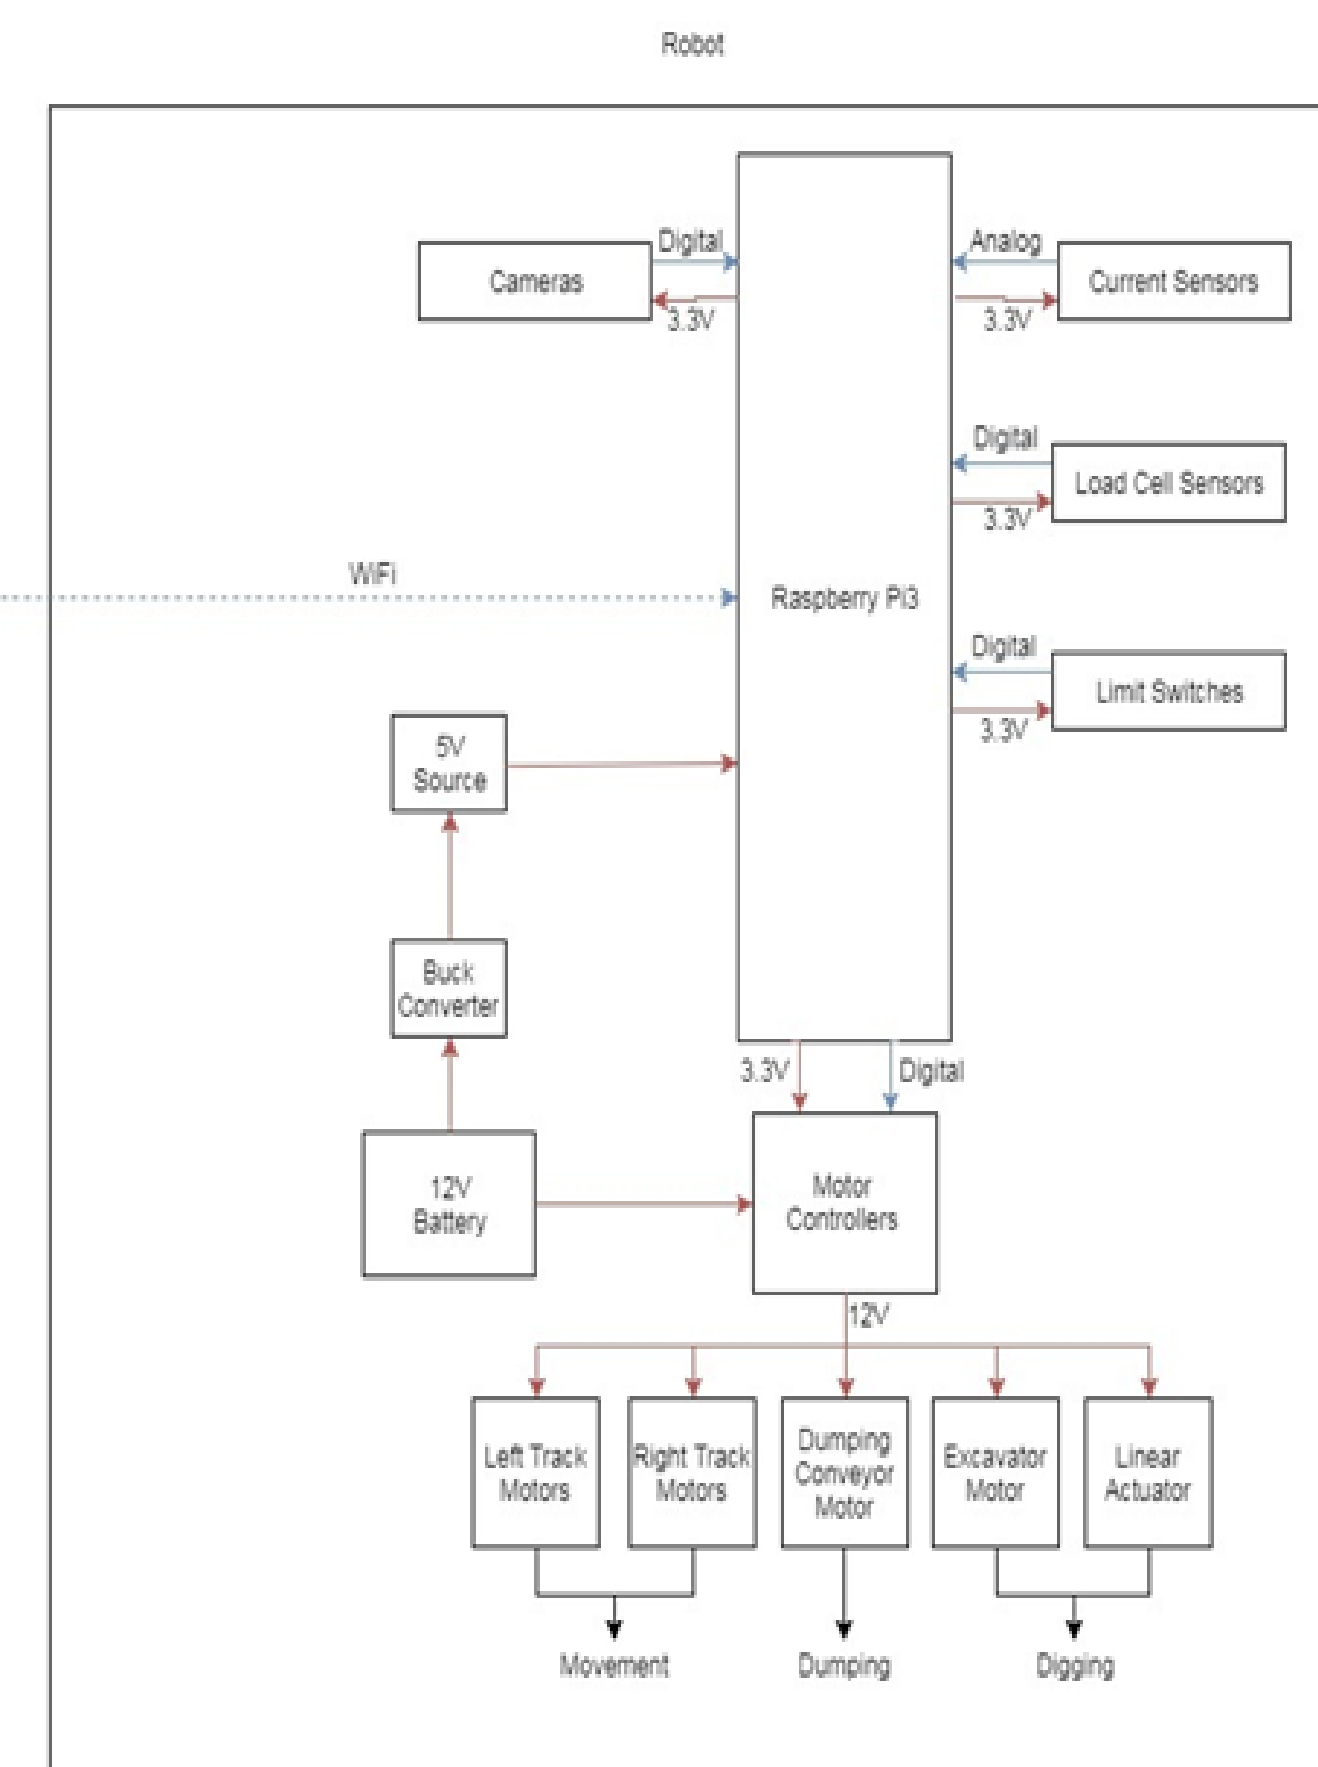 Robot
Digital
Analog
Cameras
Current Sensors
3.3V
3.3V
Digital
Load Cell Sensors
3.3V
WiFi
Raspberry Pi3
Digital
Limit Switches
3.3V
5V
Source
Buck
Converter
3.3V
Digital
12V
Battery
Motor
Controllers
12V
Left Track
Motors
Right Track
Motors
Dumping
Conveyor
Motor
Excavator
Motor
Linear
Actuator
Movement
Dumping
Digging